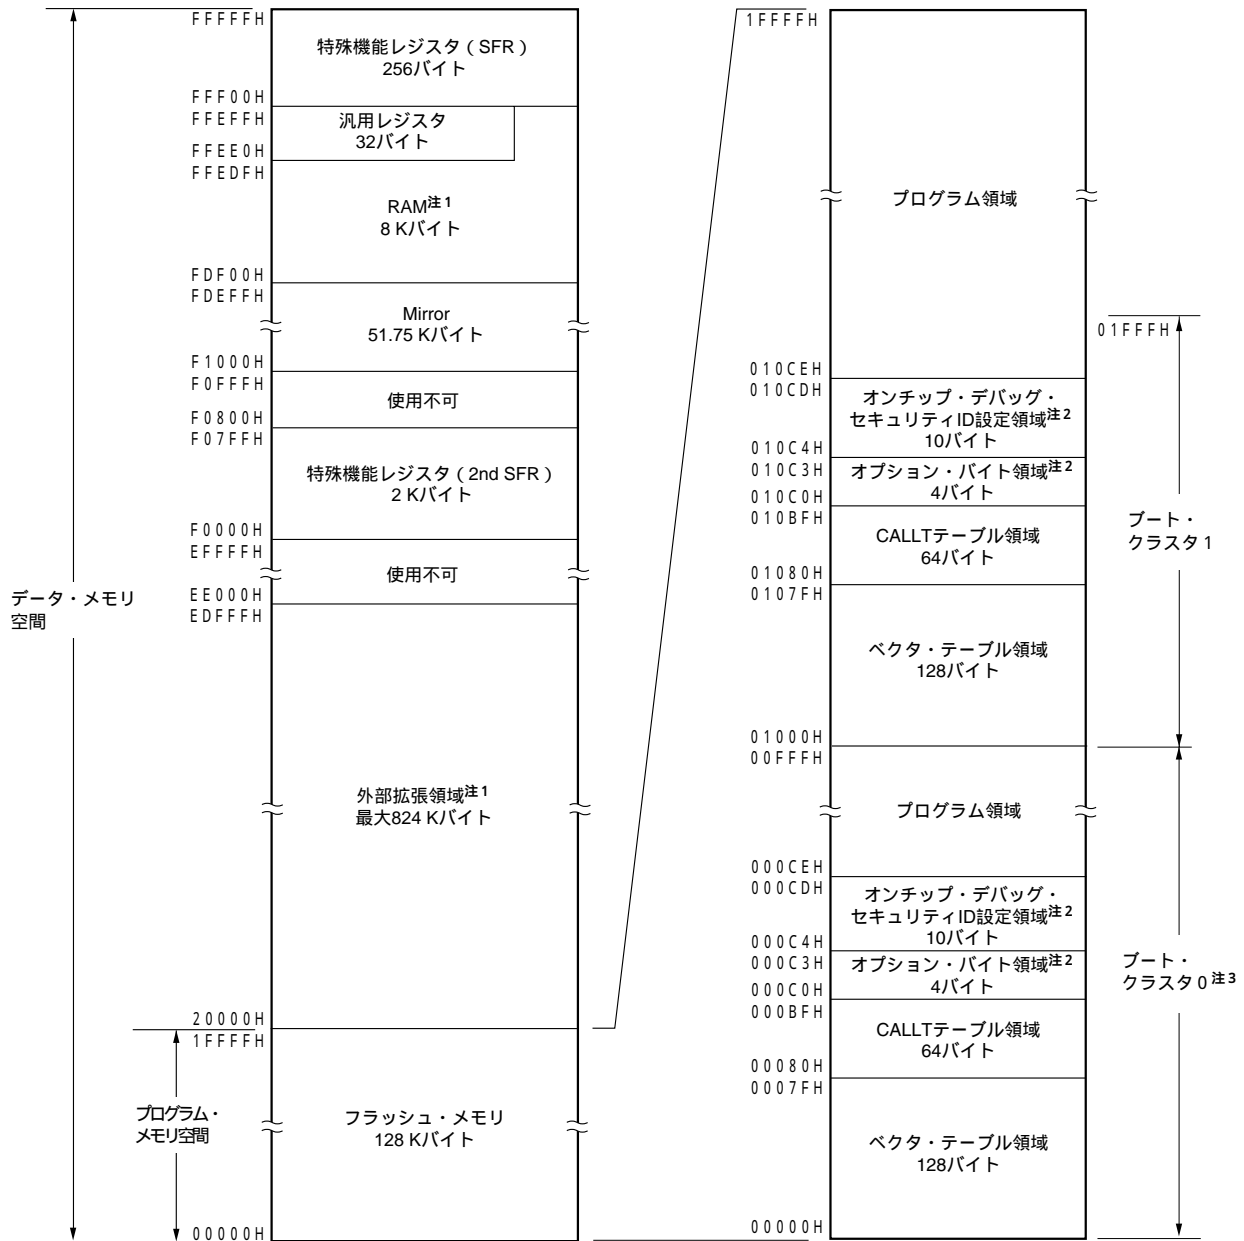 FFFFFH
特殊機能レジスタ（SFR）
256バイト
FFF00H
FFEFFH
汎用レジスタ
32バイト
FFEE0H
FFEDFH
RAM注1
8 Kバイト
FDF00H
FDEFFH
Mirror
51.75 Kバイト
F1000H
F0FFFH
使用不可
F0800H
F07FFH
特殊機能レジスタ（2nd SFR）
2 Kバイト
F0000H
EFFFFH
使用不可
EE000H
EDFFFH
データ・メモリ
空間
外部拡張領域注1
最大824 Kバイト
20000H
1FFFFH
プログラム・
メモリ空間
フラッシュ・メモリ
128 Kバイト
00000H
1FFFFH
プログラム領域
01FFFH
010CEH
010CDH
オンチップ・デバッグ・
セキュリティID設定領域注2
10バイト
010C4H
010C3H
オプション・バイト領域注2
4バイト
010C0H
010BFH
CALLTテーブル領域
64バイト
ブート・
クラスタ1
01080H
0107FH
ベクタ・テーブル領域
128バイト
01000H
00FFFH
プログラム領域
000CEH
000CDH
オンチップ・デバッグ・
セキュリティID設定領域注2
10バイト
000C4H
000C3H
オプション・バイト領域注2
4バイト
ブート・
クラスタ0注3
000C0H
000BFH
CALLTテーブル領域
64バイト
00080H
0007FH
ベクタ・テーブル領域
128バイト
00000H